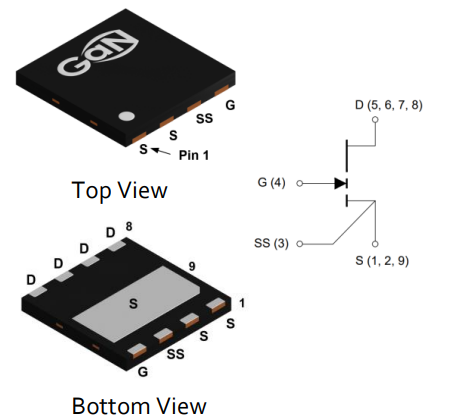 GaN
G
SS
S
S
Pin 1
Top View
D (5, 6, 7, 8)
G (4)
SS (3)
S (1, 2, 9)
D
8
D
D
D
9
S
1
S
S
SS
G
Bottom View